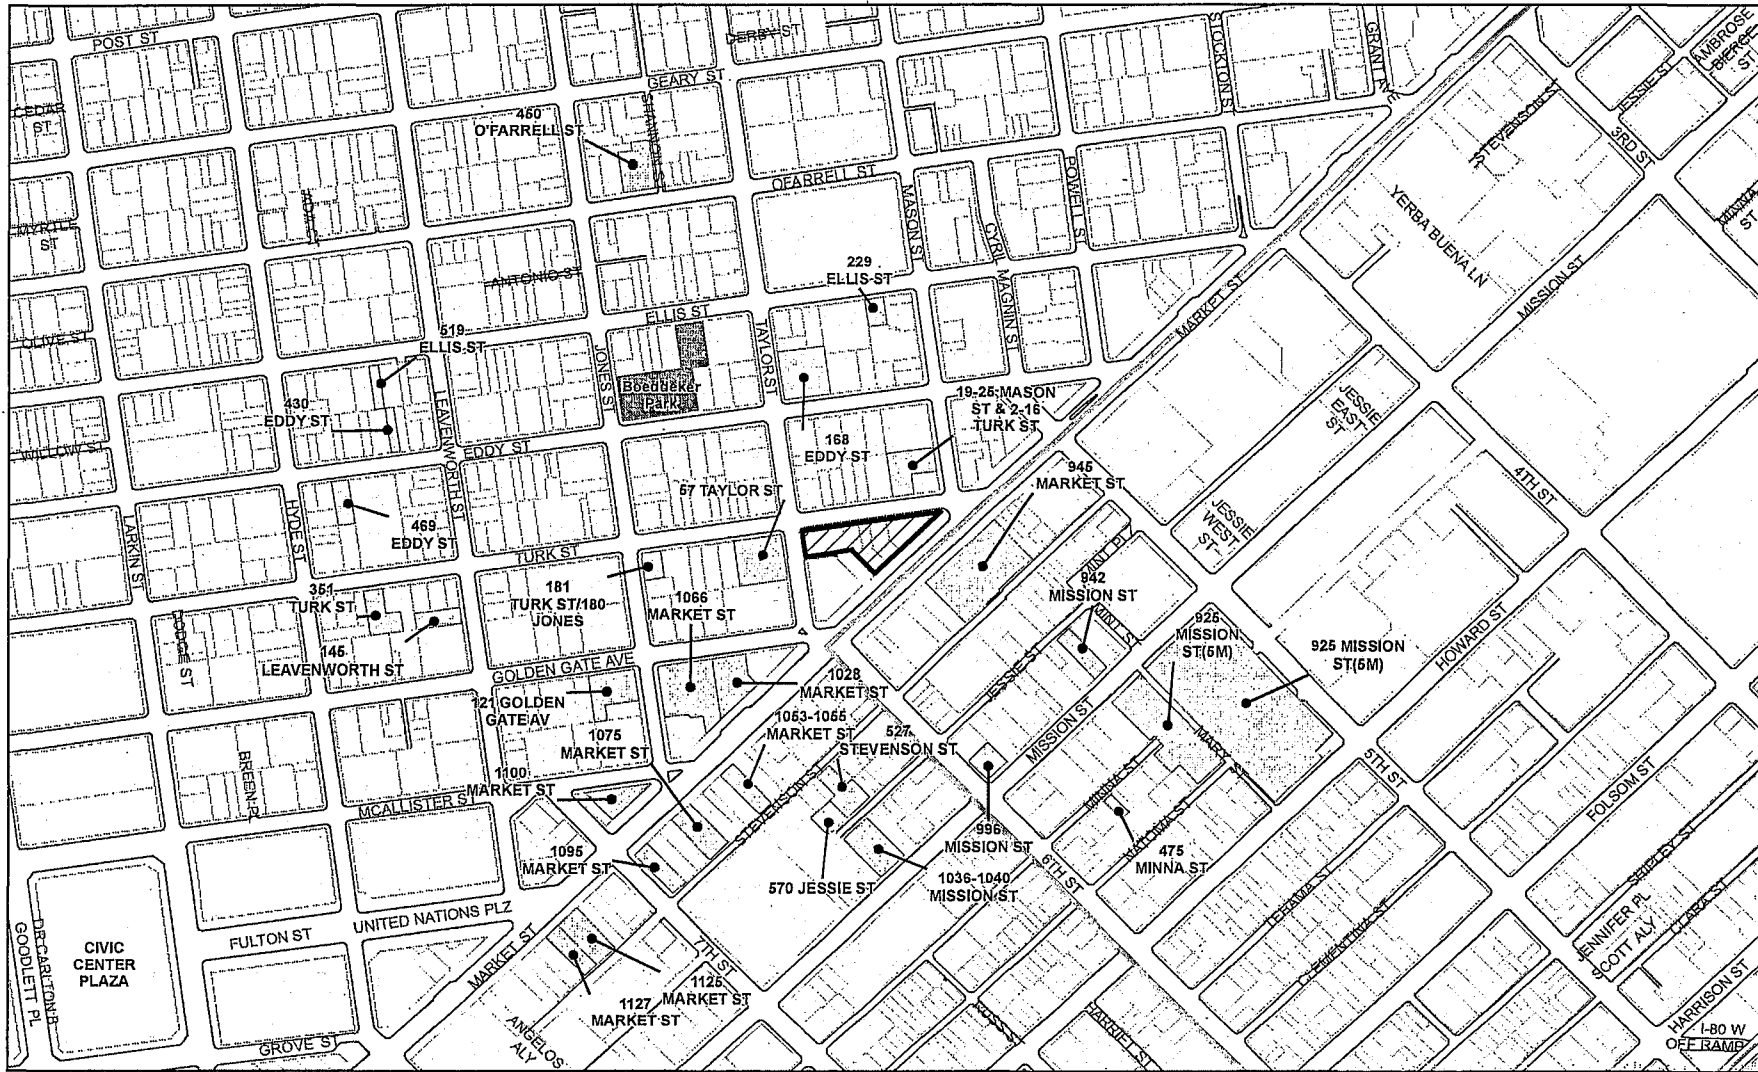 POST ST
DERBY ST
STOCKTON ST
GRANT AVE
AMBROSE
BIERCE
ST
JESSIE ST
STEVENSON ST
3RD ST
GEARY ST
SHANNON ST
CEDAR
ST
450
O'FARRELL ST
OFARRELL ST
MASON ST
CYRIL MAGNIN ST
POWELL ST
YERBA BUENA LN
MINNA
ST
MISSION ST
MARKET ST
ADA CT
MYRTLE
ST
ANTONIO ST
229
ELLIS ST
ELLIS ST
OLIVE ST
519
ELLIS ST
JONES ST
Boeddeker
Park
TAYLOR ST
430
EDDY ST
LEAVENWORTH ST
EDDY ST
168
EDDY ST
19-25 MASON
ST & 2-16
TURK ST
JESSIE
EAST
ST
WILLOW ST
945
MARKET ST
57 TAYLOR ST
4TH ST
JESSIE
WEST
ST
LARKIN ST
HYDE ST
469
EDDY ST
TURK ST
MINT PL
351
TURK ST
181
TURK ST/180
JONES
1066
MARKET ST
942
MISSION ST
MINT ST
925
MISSION
ST(5M)
925 MISSION
ST(5M)
HOWARD ST
DODGE ST
145
LEAVENWORTH ST
GOLDEN GATE AVE
JESSIE ST
1028
MARKET ST
121 GOLDEN
GATE AV
1053-1055
MARKET ST
527
STEVENSON ST
MISSION ST
MARY ST
1075
MARKET ST
5TH ST
BREEN PL
1100
MARKET ST
MCALLISTER ST
STEVENSON ST
MINNA ST
NATOMA ST
FOLSOM ST
1095
MARKET ST
996
MISSION ST
475
MINNA ST
570 JESSIE ST
1036-1040
MISSION ST
6TH ST
TEHAMA ST
SHIPLEY ST
CLARA ST
CLEMENTINA ST
JENNIFER PL
SCOTT ALY
UNITED NATIONS PLZ
FULTON ST
DR CARLTON B
GOODLETT PL
CIVIC
CENTER
PLAZA
MARKET ST
7TH ST
1125
MARKET ST
1127
MARKET ST
ANGELOS
ALY
GROVE ST
RUSS ST
HARRIET ST
HARRISON ST
I-80 W
OFF RAMP